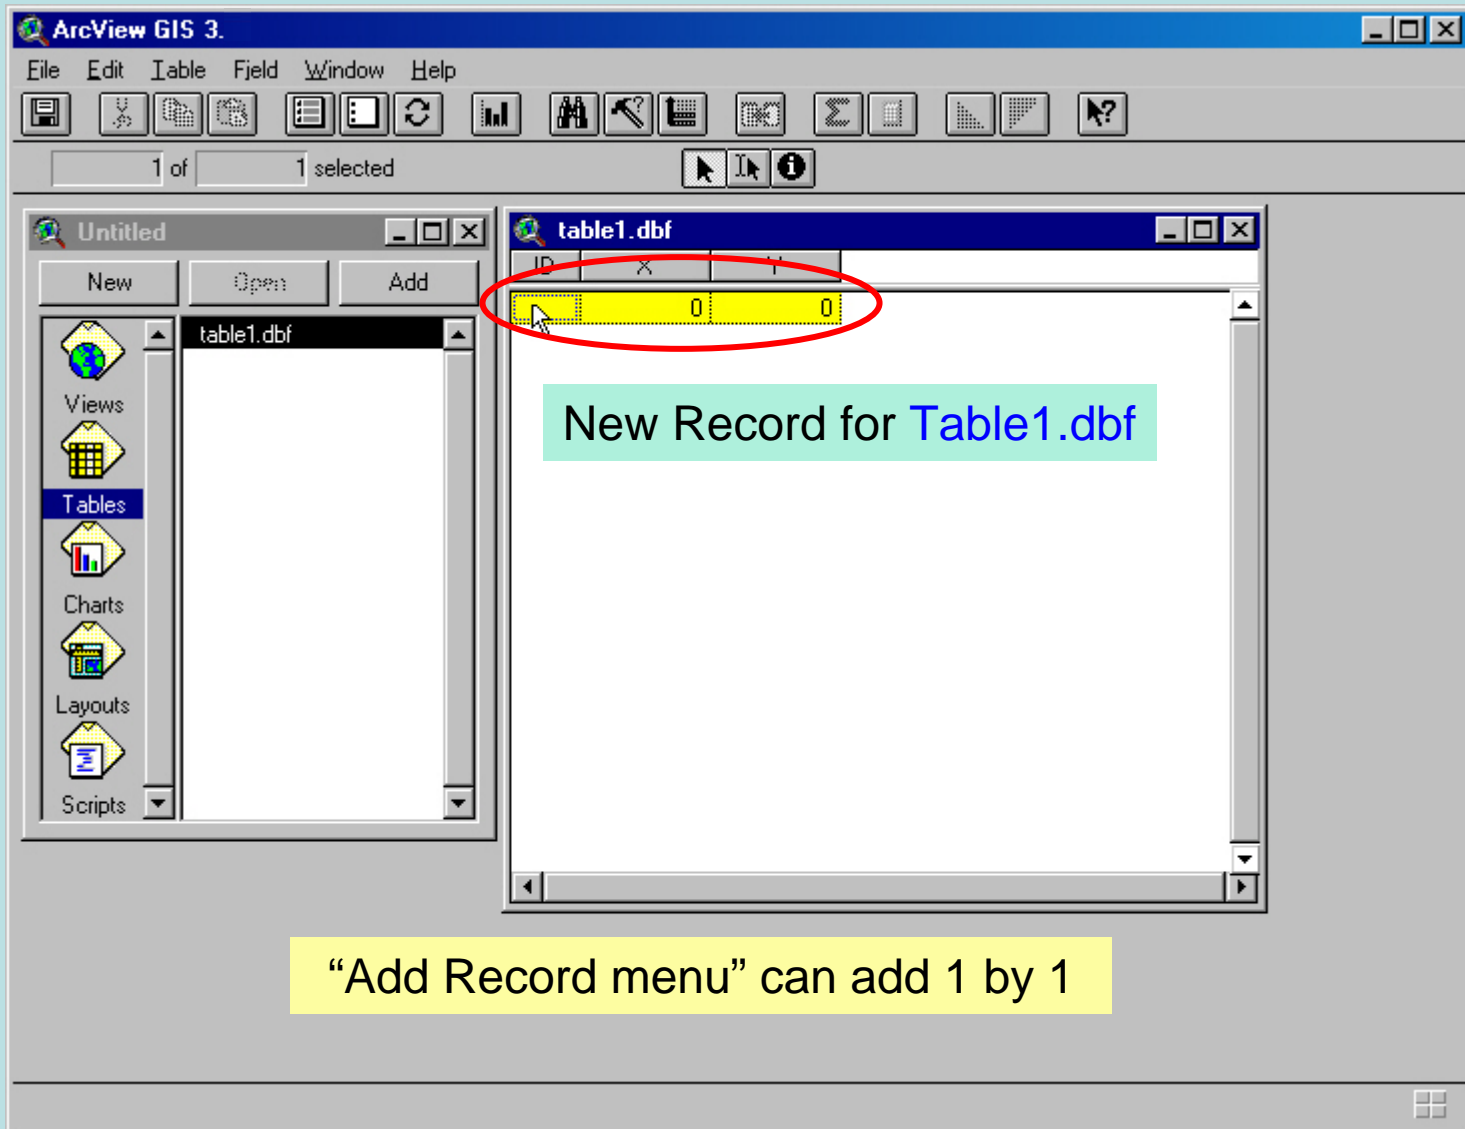 ArcView GIS 3.
File Edit Table Field Window Help
1 of 1 selected
Untitled
New Open Add
table1.dbf
Views
Tables
Charts
Layouts
Scripts
table1.dbf
ID X Y
0 0
New Record for Table1.dbf
“Add Record menu” can add 1 by 1